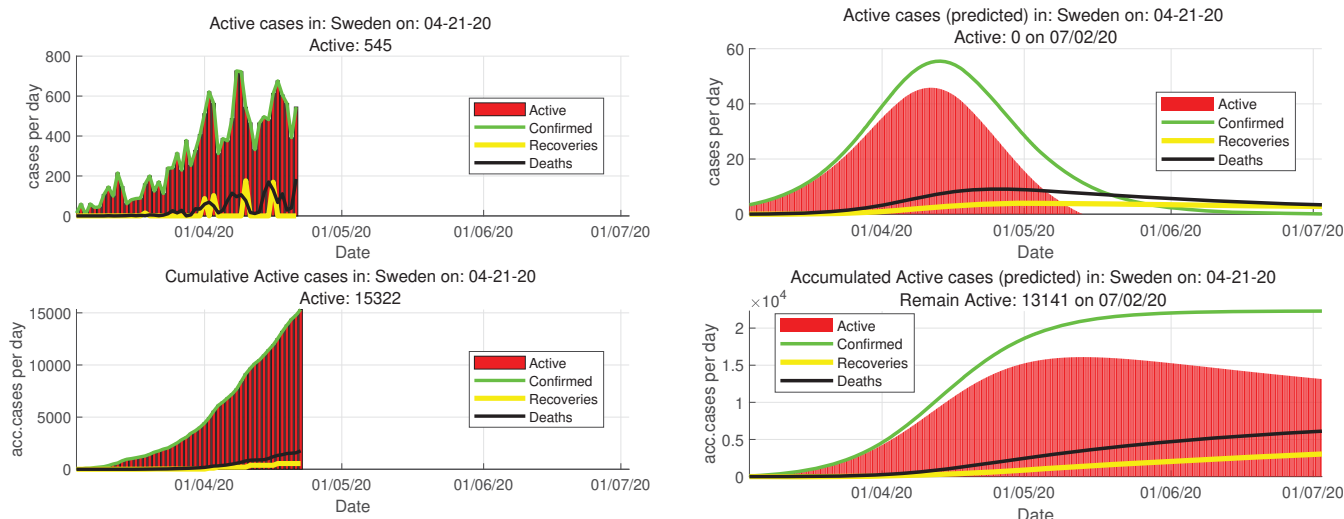 Active cases in: Sweden on: 04-21-20
Active: 545
800
600
400
200
0
cases per day
01/04/20 01/05/20 01/06/20 01/07/20
Date
Active
Confirmed
Recoveries
Deaths
Active cases (predicted) in: Sweden on: 04-21-20
Active: 0 on 07/02/20
60
40
20
0
cases per day
01/04/20 01/05/20 01/06/20 01/07/20
Date
Active
Confirmed
Recoveries
Deaths
Cumulative Active cases in: Sweden on: 04-21-20
Active: 15322
15000
10000
5000
0
acc.cases per day
01/04/20 01/05/20 01/06/20 01/07/20
Date
Active
Confirmed
Recoveries
Deaths
Accumulated Active cases (predicted) in: Sweden on: 04-21-20
Remain Active: 13141 on 07/02/20
×10⁴
2
1.5
1
0.5
0
acc.cases per day
01/04/20 01/05/20 01/06/20 01/07/20
Date
Active
Confirmed
Recoveries
Deaths